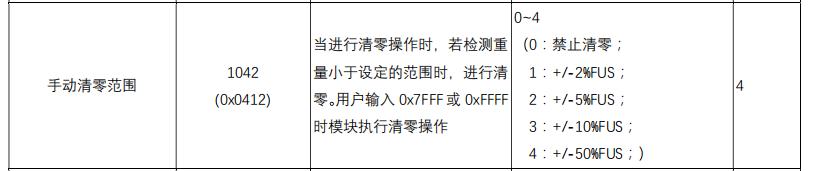 手动清零范围
1042
(0x0412)
当进行清零操作时，若检测重
量小于设定的范围时，进行清
零。用户输入 0x7FFF 或 0xFFFF
时模块执行清零操作
0~4
（0：禁止清零；
1：+/-2%FUS；
2：+/-5%FUS；
3：+/-10%FUS；
4：+/-50%FUS；）
4